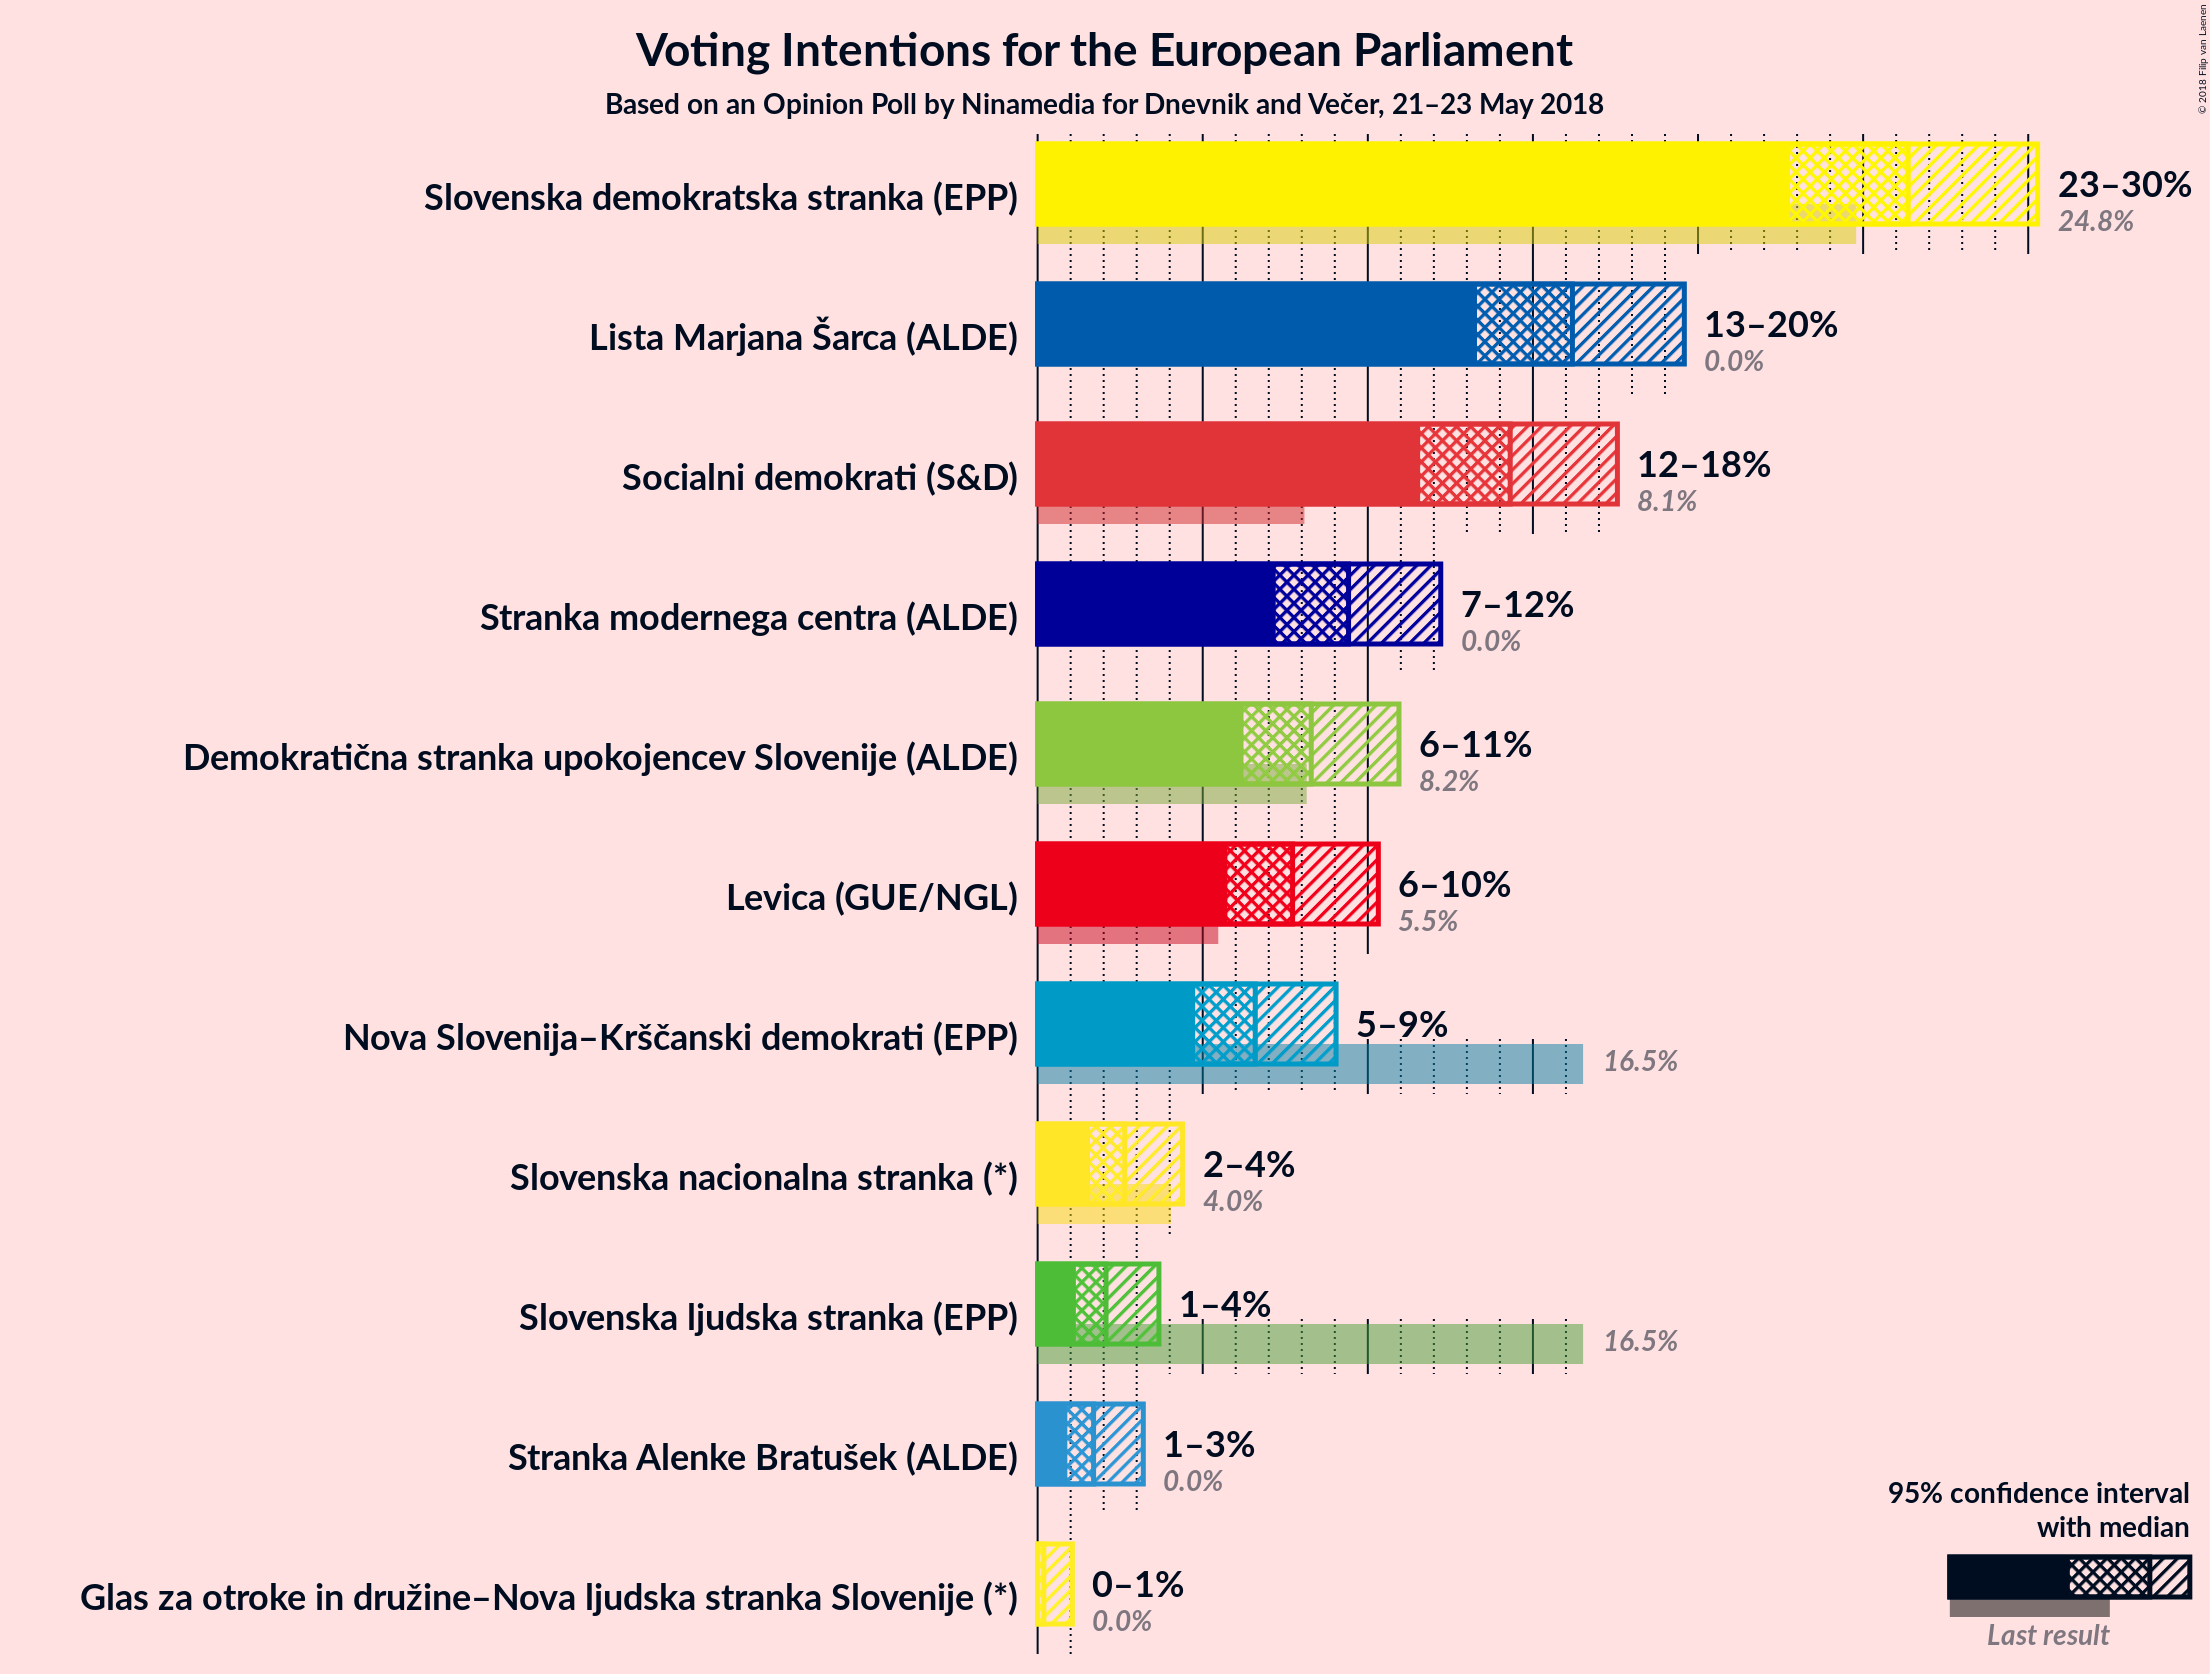 Voting Intentions for the European Parliament
Based on an Opinion Poll by Ninamedia for Dnevnik and Večer, 21–23 May 2018
© 2018 Filip van Laenen
Slovenska demokratska stranka (EPP)
23–30%
24.8%
Lista Marjana Šarca (ALDE)
13–20%
0.0%
Socialni demokrati (S&D)
12–18%
8.1%
Stranka modernega centra (ALDE)
7–12%
0.0%
Demokratična stranka upokojencev Slovenije (ALDE)
6–11%
8.2%
Levica (GUE/NGL)
6–10%
5.5%
Nova Slovenija–Krščanski demokrati (EPP)
5–9%
16.5%
Slovenska nacionalna stranka (*)
2–4%
4.0%
Slovenska ljudska stranka (EPP)
1–4%
16.5%
Stranka Alenke Bratušek (ALDE)
1–3%
0.0%
Glas za otroke in družine–Nova ljudska stranka Slovenije (*)
0–1%
0.0%
95% confidence interval
with median
Last result